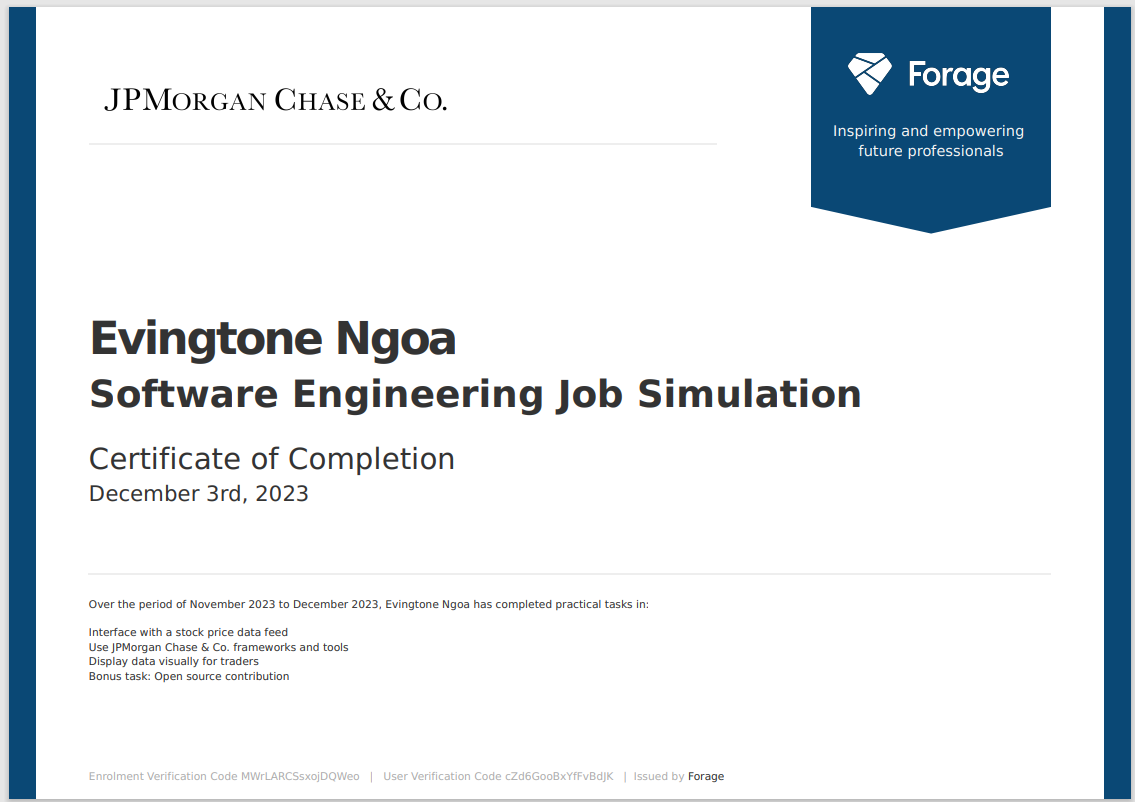 JPMORGAN CHASE & CO.
Forage
Inspiring and empowering
future professionals
Evingtone Ngoa
Software Engineering Job Simulation
Certificate of Completion
December 3rd, 2023
Over the period of November 2023 to December 2023, Evingtone Ngoa has completed practical tasks in:
Interface with a stock price data feed
Use JPMorgan Chase & Co. frameworks and tools
Display data visually for traders
Bonus task: Open source contribution
Enrolment Verification Code MWrLARCSsxojDQWeo | User Verification Code cZd6GooBxYfFvBdJK | Issued by Forage